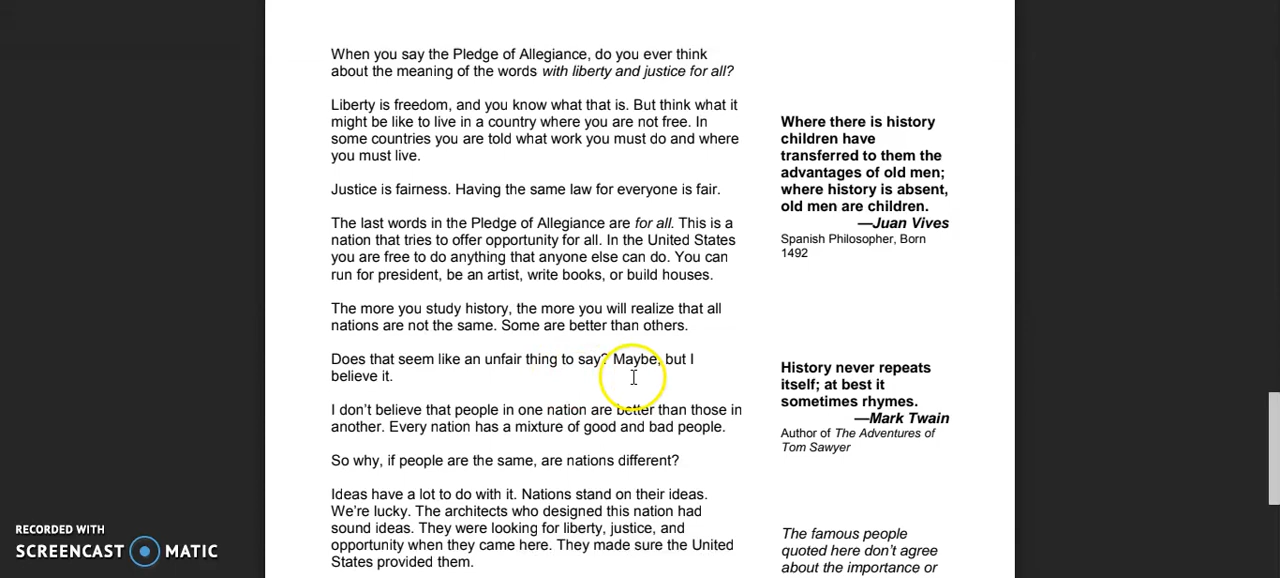 When you say the Pledge of Allegiance, do you ever think
about the meaning of the words with liberty and justice for all?
Liberty is freedom, and you know what that is. But think what it
might be like to live in a country where you are not free. In
some countries you are told what work you must do and where
you must live.
Justice is fairness. Having the same law for everyone is fair.
The last words in the Pledge of Allegiance are for all. This is a
nation that tries to offer opportunity for all. In the United States
you are free to do anything that anyone else can do. You can
run for president, be an artist, write books, or build houses.
The more you study history, the more you will realize that all
nations are not the same. Some are better than others.
Does that seem like an unfair thing to say? Maybe, but I
believe it.
I don’t believe that people in one nation are better than those in
another. Every nation has a mixture of good and bad people.
So why, if people are the same, are nations different?
Ideas have a lot to do with it. Nations stand on their ideas.
We’re lucky. The architects who designed this nation had
sound ideas. They were looking for liberty, justice, and
opportunity when they came here. They made sure the United
States provided them.
Where there is history
children have
transferred to them the
advantages of old men;
where history is absent,
old men are children.
—Juan Vives
Spanish Philosopher, Born
1492
History never repeats
itself; at best it
sometimes rhymes.
—Mark Twain
Author of The Adventures of
Tom Sawyer
The famous people
quoted here don’t agree
about the importance or
RECORDED WITH
SCREENCAST MATIC